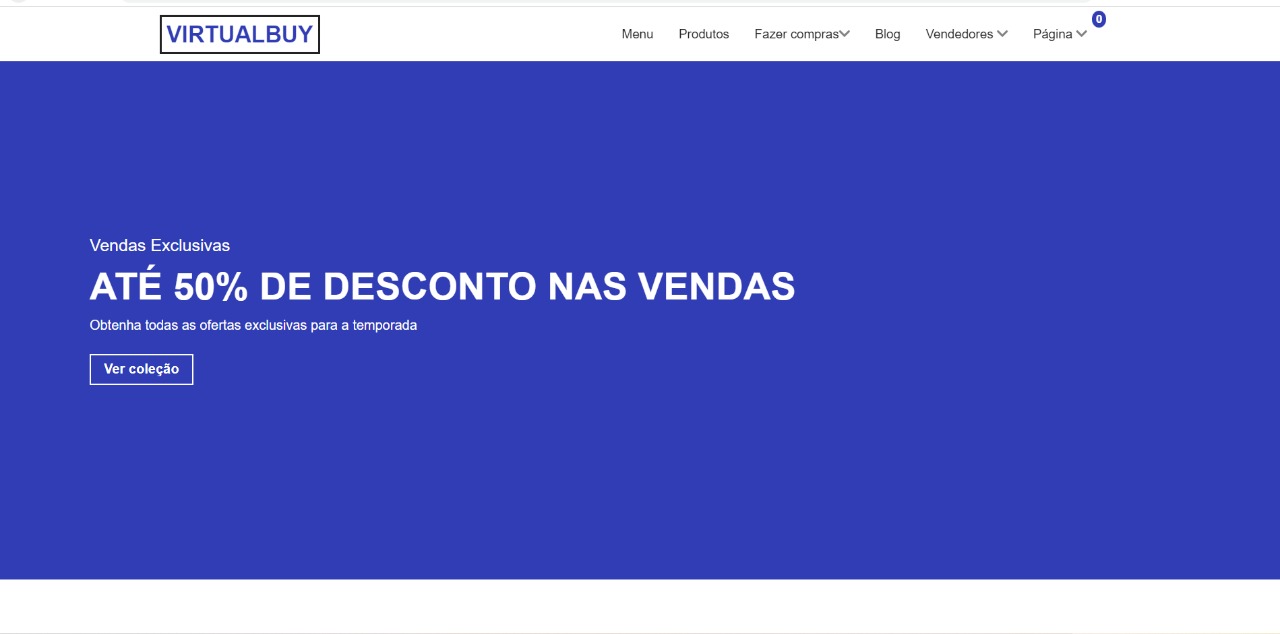 VIRTUALBUY
Menu Produtos Fazer compras Blog Vendedores Página 0
Vendas Exclusivas
ATÉ 50% DE DESCONTO NAS VENDAS
Obtenha todas as ofertas exclusivas para a temporada
Ver coleção